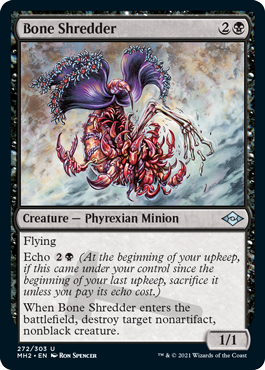 Bone Shredder 2
Creature — Phyrexian Minion
Flying
Echo 2 (At the beginning of your upkeep,
if this came under your control since the
beginning of your last upkeep, sacrifice it
unless you pay its echo cost.)
When Bone Shredder enters the
battlefield, destroy target nonartifact,
nonblack creature.
1/1
272/303 U
MH2 • EN Ron Spencer
™ & © 2021 Wizards of the Coast